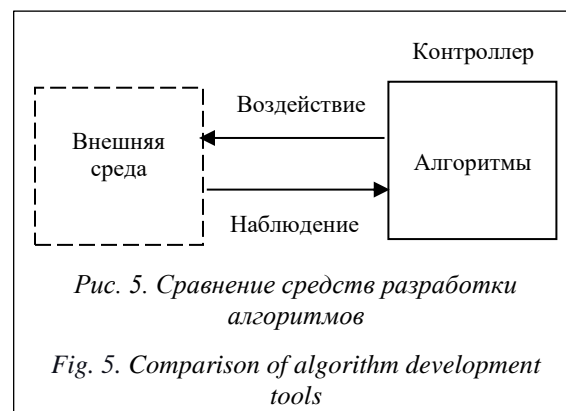 Контроллер
Воздействие
Внешняя
среда
Алгоритмы
Наблюдение
Рис. 5. Сравнение средств разработки
алгоритмов
Fig. 5. Comparison of algorithm development
tools